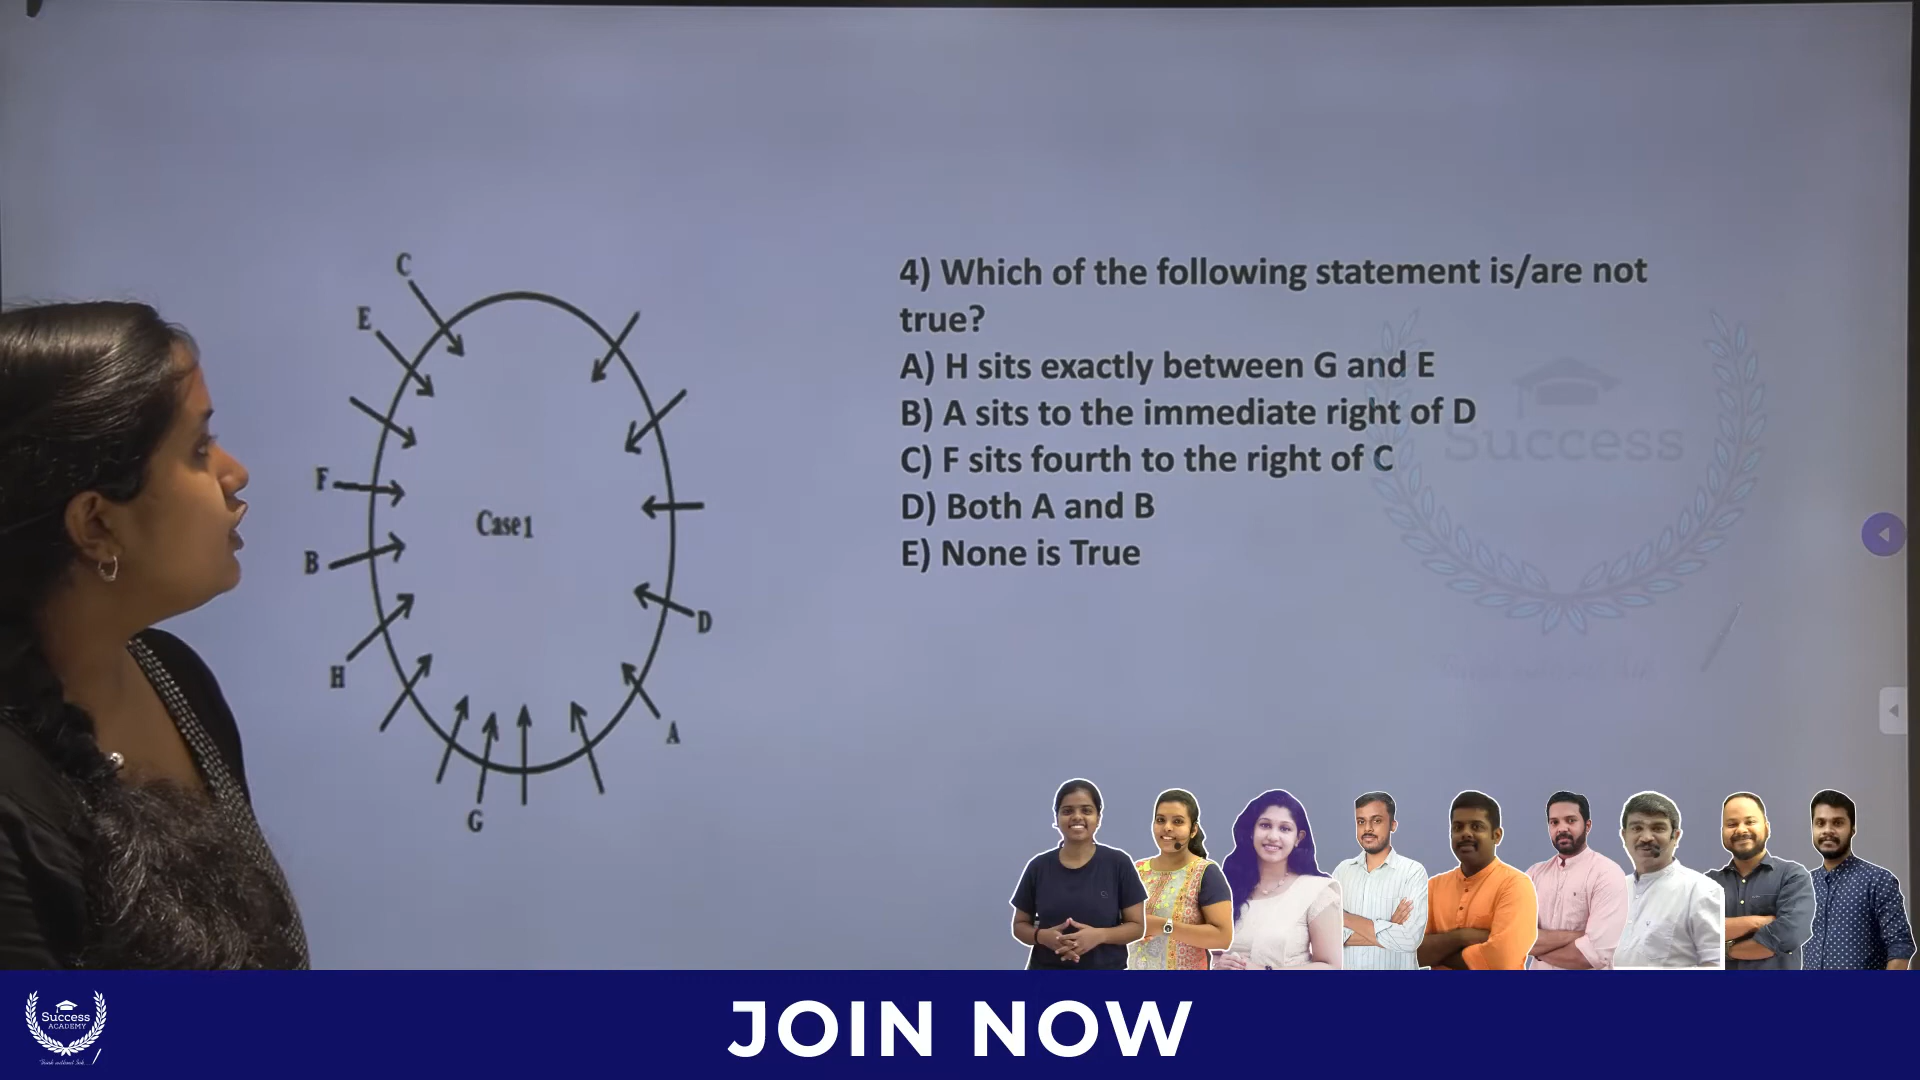 C
E
F
Case1
B
D
H
A
G
4) Which of the following statement is/are not
true?
A) H sits exactly between G and E
B) A sits to the immediate right of D
C) F sits fourth to the right of C
D) Both A and B
E) None is True
Success
JOIN NOW
Success
ACADEMY